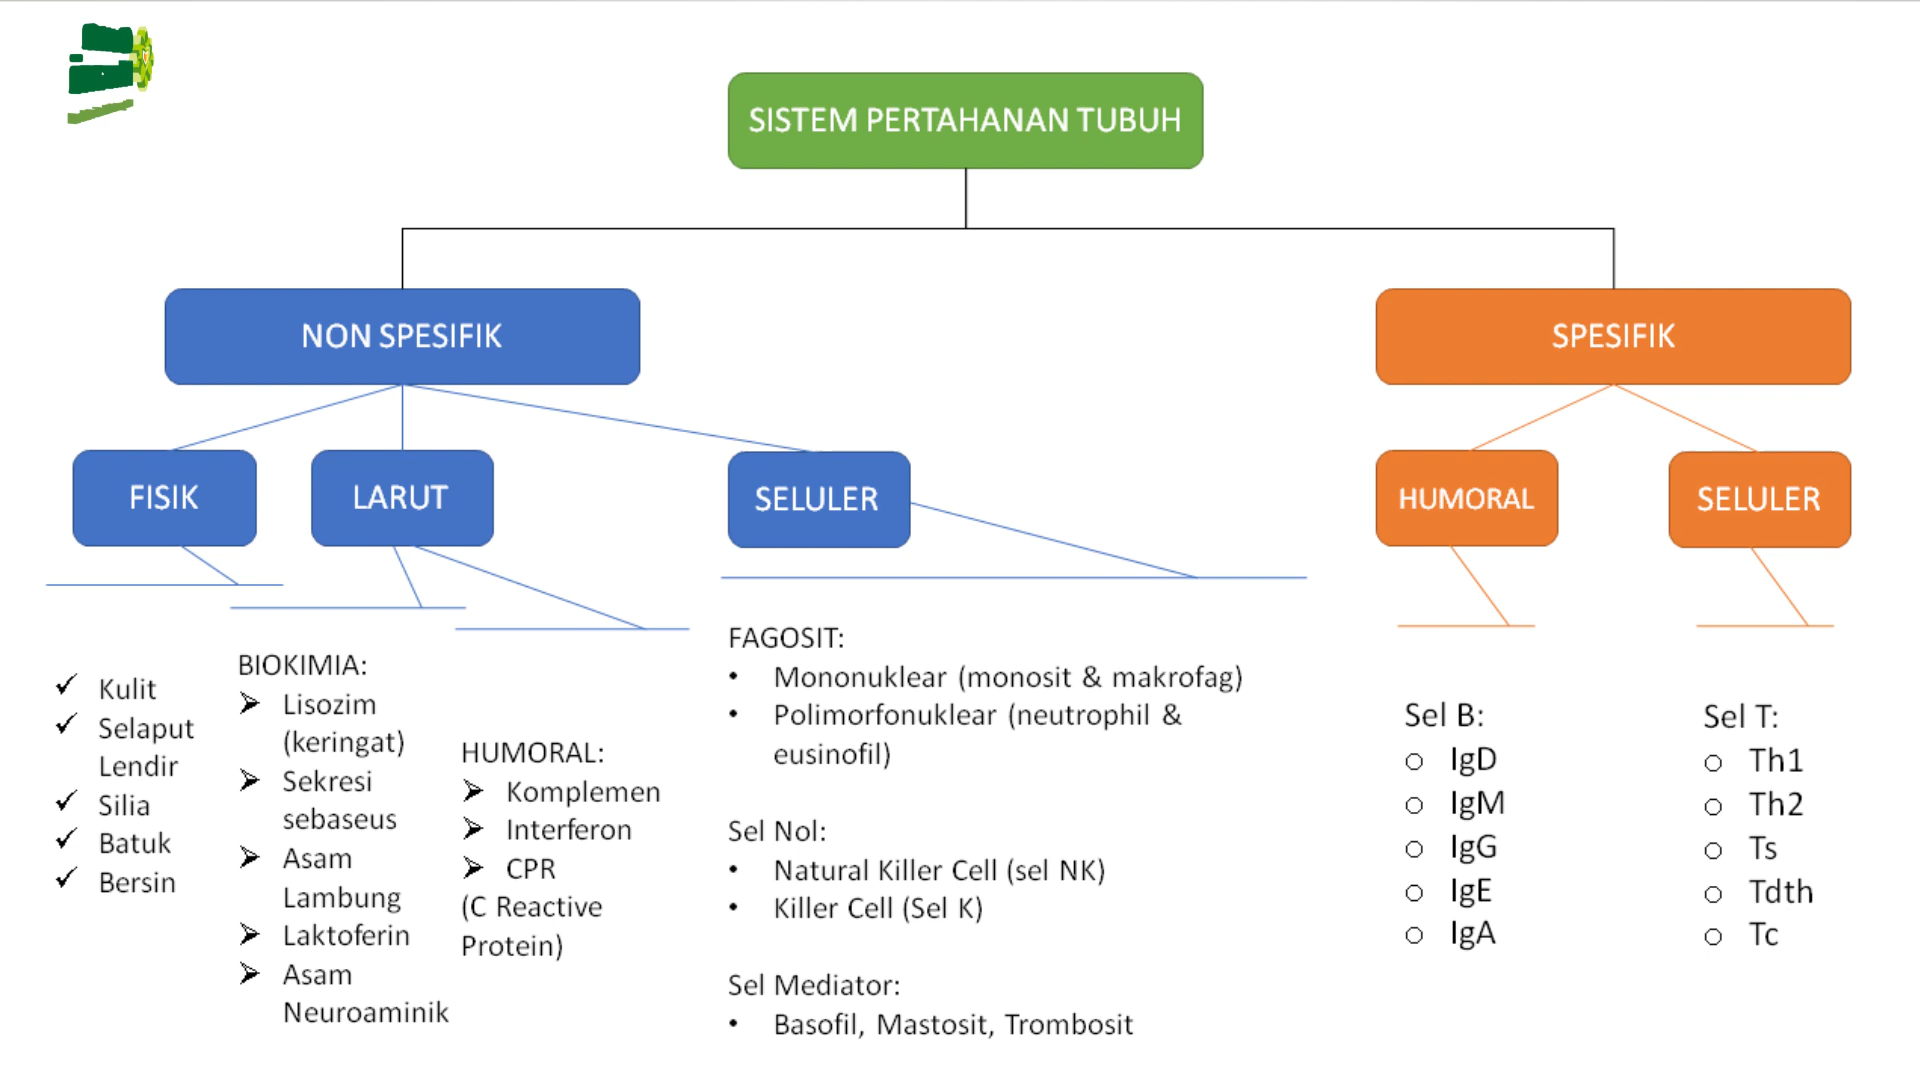 SISTEM PERTAHANAN TUBUH
NON SPESIFIK
SPESIFIK
FISIK
LARUT
SELULER
HUMORAL
SELULER
Kulit
Selaput
Lendir
Silia
Batuk
Bersin
BIOKIMIA:
Lisozim
(keringat)
Sekresi
sebaseus
Asam
Lambung
Laktoferin
Asam
Neuroaminik
HUMORAL:
Komplemen
Interferon
CPR
(C Reactive
Protein)
FAGOSIT:
Mononuklear (monosit & makrofag)
Polimorfonuklear (neutrophil &
eusinofil)
Sel Nol:
Natural Killer Cell (sel NK)
Killer Cell (Sel K)
Sel Mediator:
Basofil, Mastosit, Trombosit
Sel B:
IgD
IgM
IgG
IgE
IgA
Sel T:
Th1
Th2
Ts
Tdth
Tc